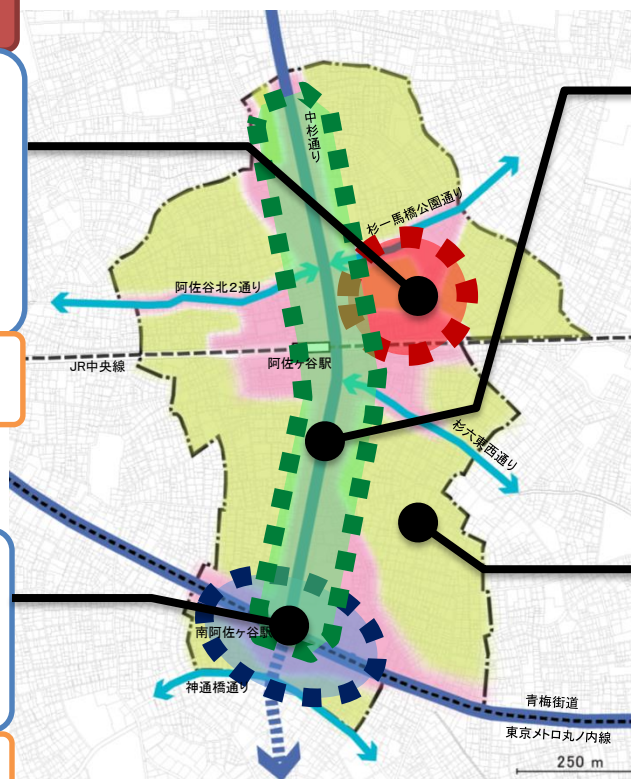 中杉通り
杉一馬橋公園通り
阿佐谷北2通り
阿佐ヶ谷駅
JR中央線
杉六東西通り
南阿佐ヶ谷駅
神通橋通り
青梅街道
東京メトロ丸ノ内線
250 m